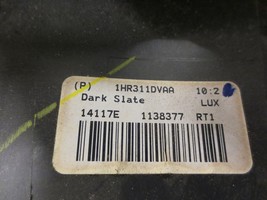 (P) 1HR311DVAA 10:2
Dark Slate LUX
14117E 1138377 RT1